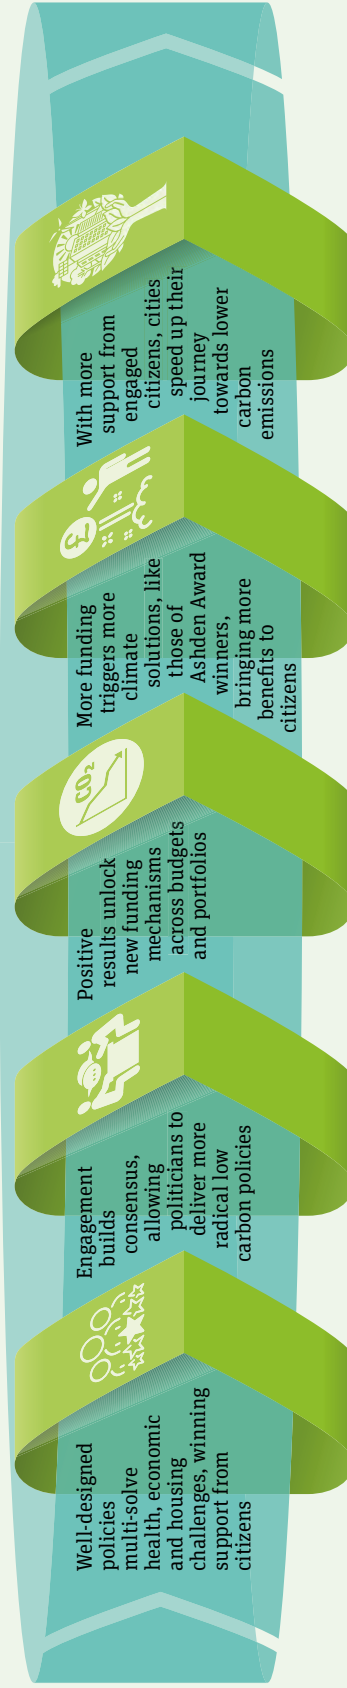 Well-designed
policies
multi-solve
health, economic
and housing
challenges, winning
support from
citizens
Engagement
builds
consensus,
allowing
politicians to
deliver more
radical low
carbon policies
Positive
results unlock
new funding
mechanisms
across budgets
and portfolios
CO₂
More funding
triggers more
climate
solutions, like
those of
Ashden Award
winners,
bringing more
benefits to
citizens
£
With more
support from
engaged
citizens, cities
speed up their
journey
towards lower
carbon
emissions